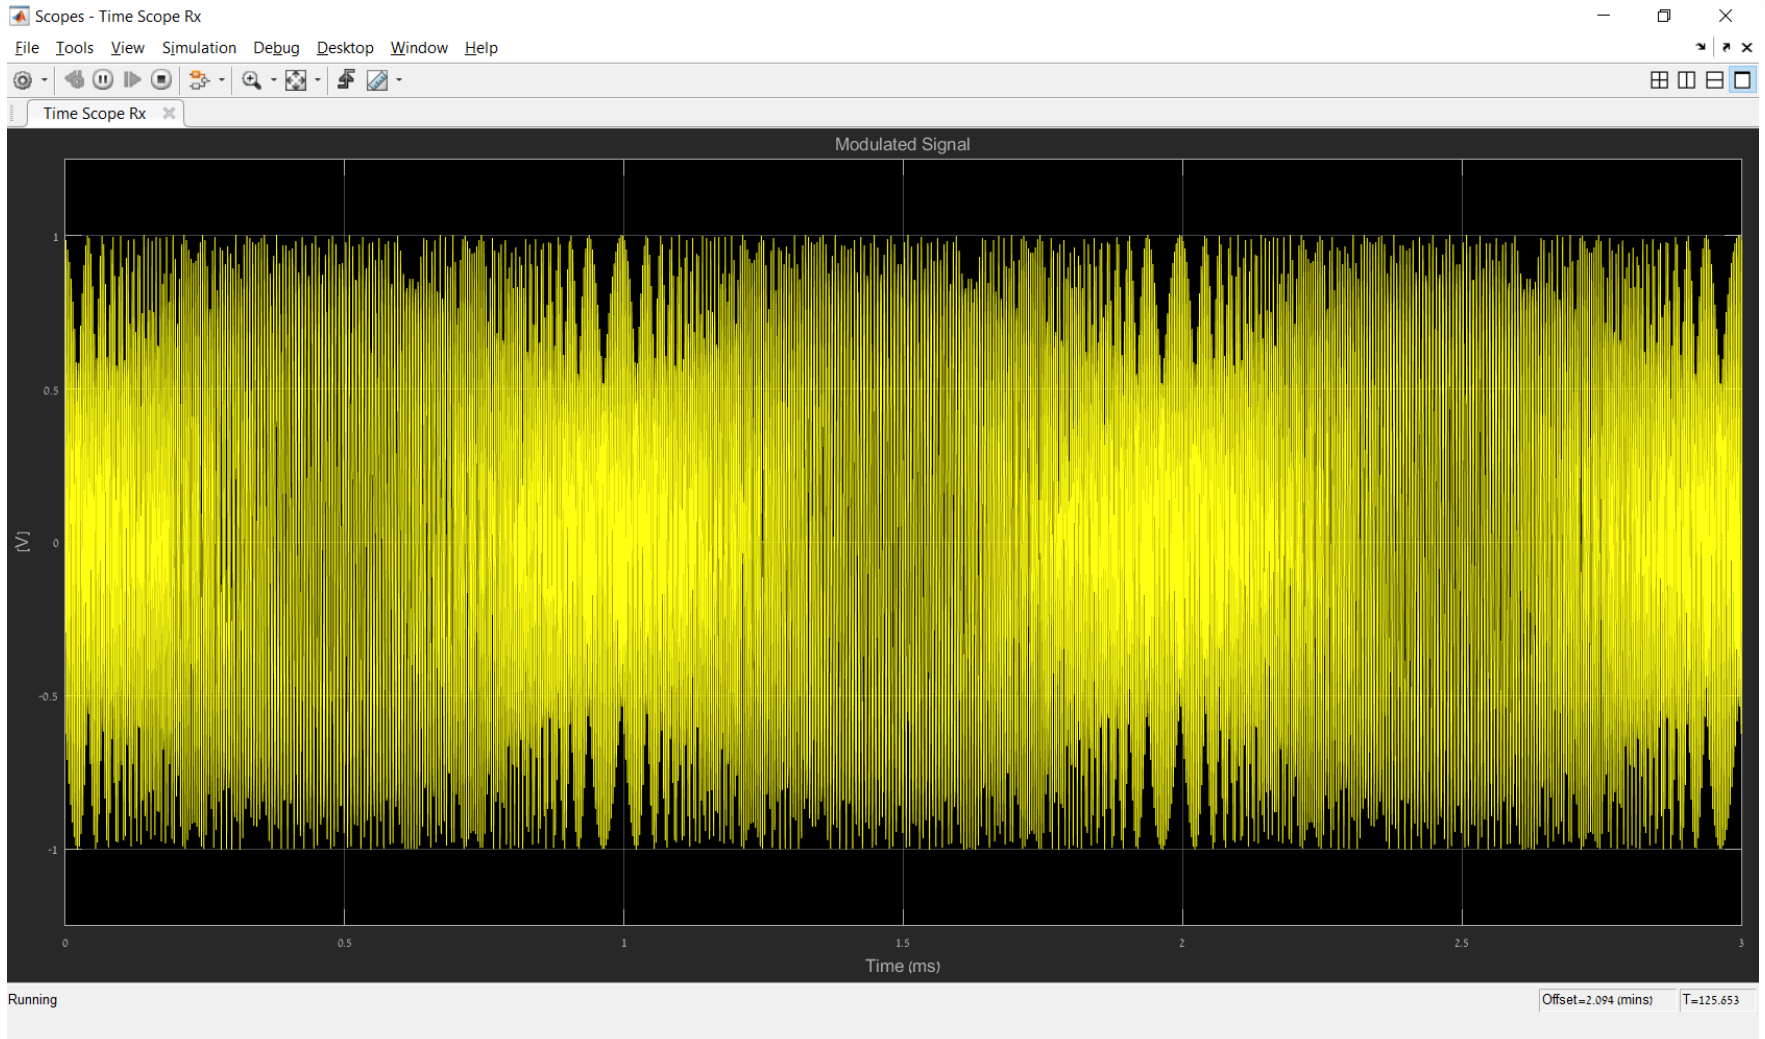 Scopes - Time Scope Rx
File Tools View Simulation Debug Desktop Window Help
Time Scope Rx
Modulated Signal
1
0.5
[V]
0
-0.5
-1
0 0.5 1 1.5 2 2.5 3
Time (ms)
Running Offset=2.094 (mins) T=125.653